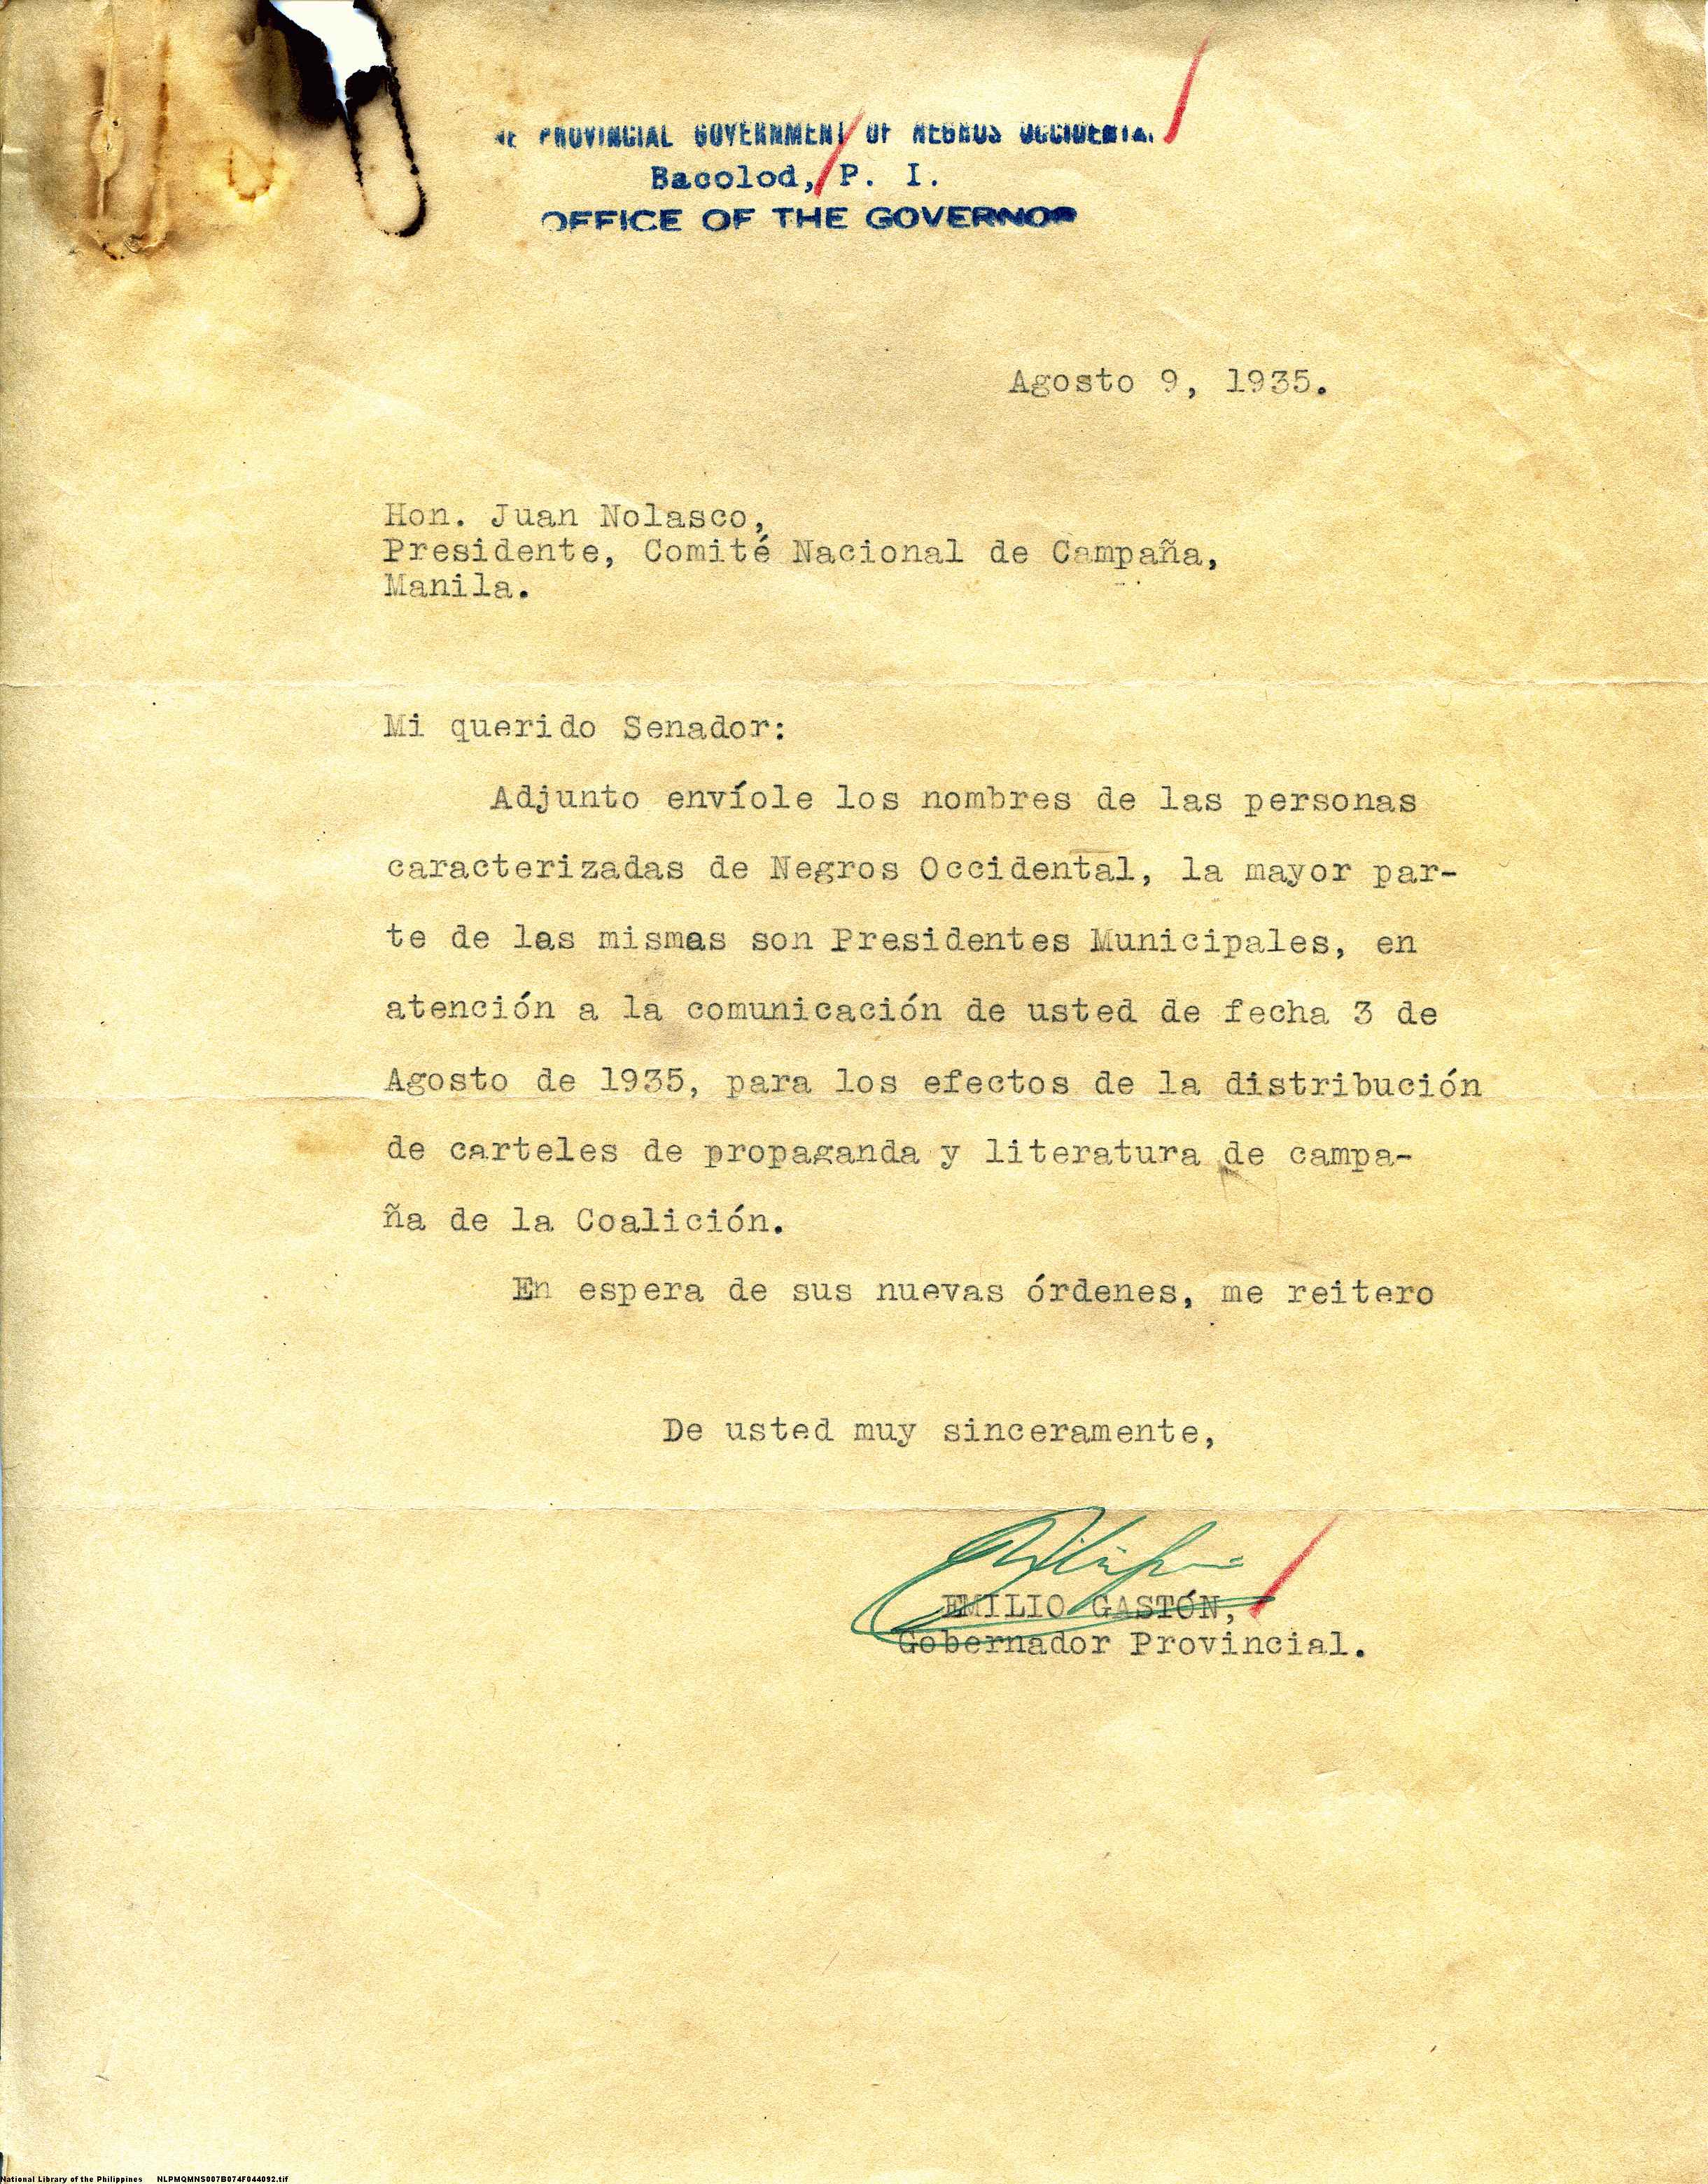 PROVINCIAL GOVERNMENT OF NEGROS OCCIDENTAL
Bacolod, P. I.
OFFICE OF THE GOVERNOR
Agosto 9, 1935.
Hon. Juan Nolasco,
Presidente, Comité Nacional de Campaña,
Manila.
Mi querido Senador:
Adjunto envíole los nombres de las personas
caracterizadas de Negros Occidental, la mayor par-
te de las mismas son Presidentes Municipales, en
atención a la comunicación de usted de fecha 3 de
Agosto de 1935, para los efectos de la distribución
de carteles de propaganda y literatura de campa-
ña de la Coalición.
En espera de sus nuevas órdenes, me reitero
De usted muy sinceramente,
EMILIO GASTÓN,
Gobernador Provincial.
National Library of the Philippines NLPMQMNS007B074F044092.tif